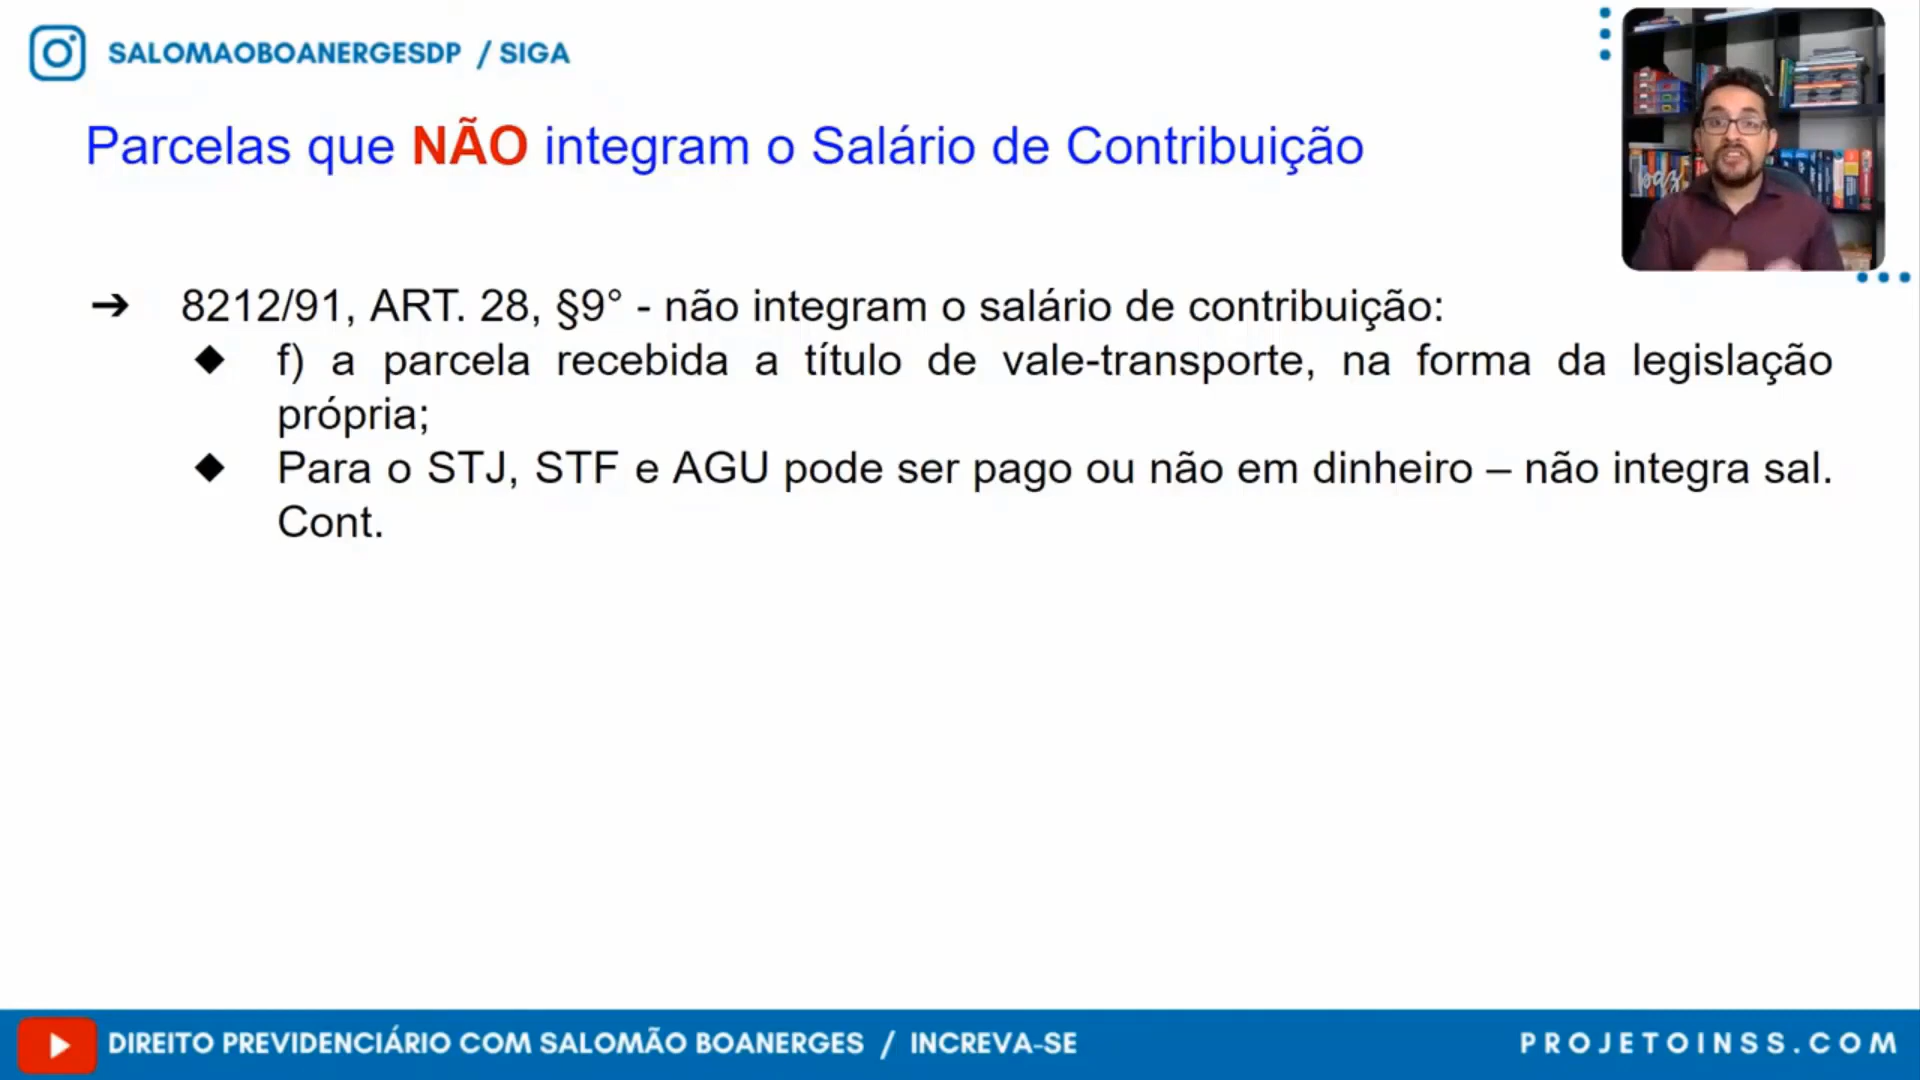 SALOMAOBOANERGESDP / SIGA
Parcelas que NÃO integram o Salário de Contribuição
➔ 8212/91, ART. 28, §9° - não integram o salário de contribuição:
◆ f) a parcela recebida a título de vale-transporte, na forma da legislação
própria;
◆ Para o STJ, STF e AGU pode ser pago ou não em dinheiro – não integra sal.
Cont.
DIREITO PREVIDENCIÁRIO COM SALOMÃO BOANERGES / INCREVA-SE
PROJETOINSS.COM